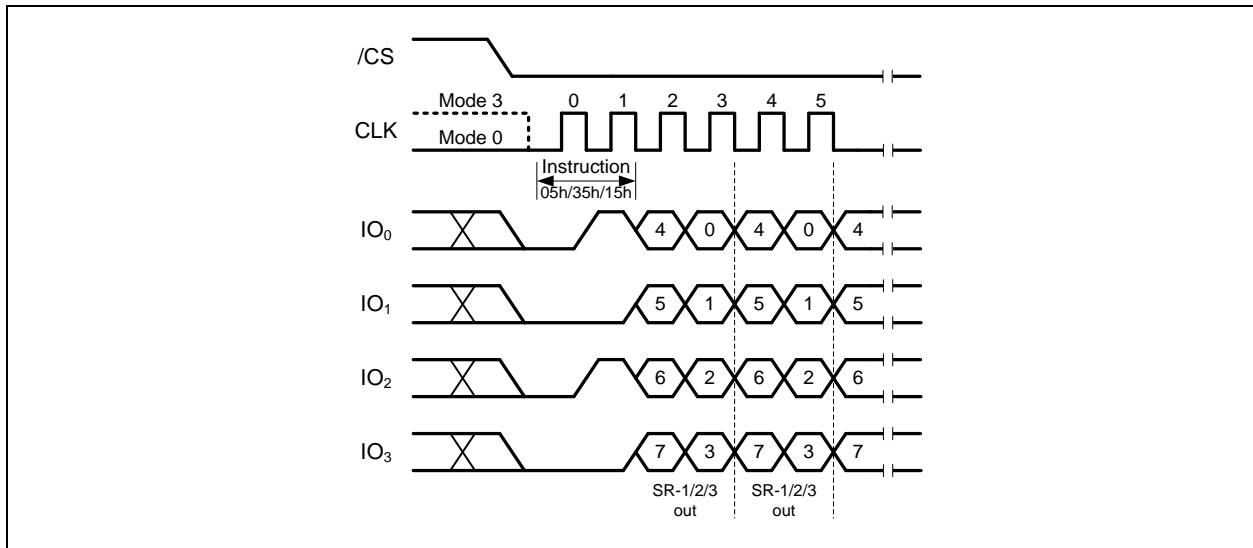 /CS
Mode 3 0 1 2 3 4 5
CLK
Mode 0
Instruction
05h/35h/15h
IO₀ 4 0 4 0 4
IO₁ 5 1 5 1 5
IO₂ 6 2 6 2 6
IO₃ 7 3 7 3 7
SR-1/2/3 SR-1/2/3
out out